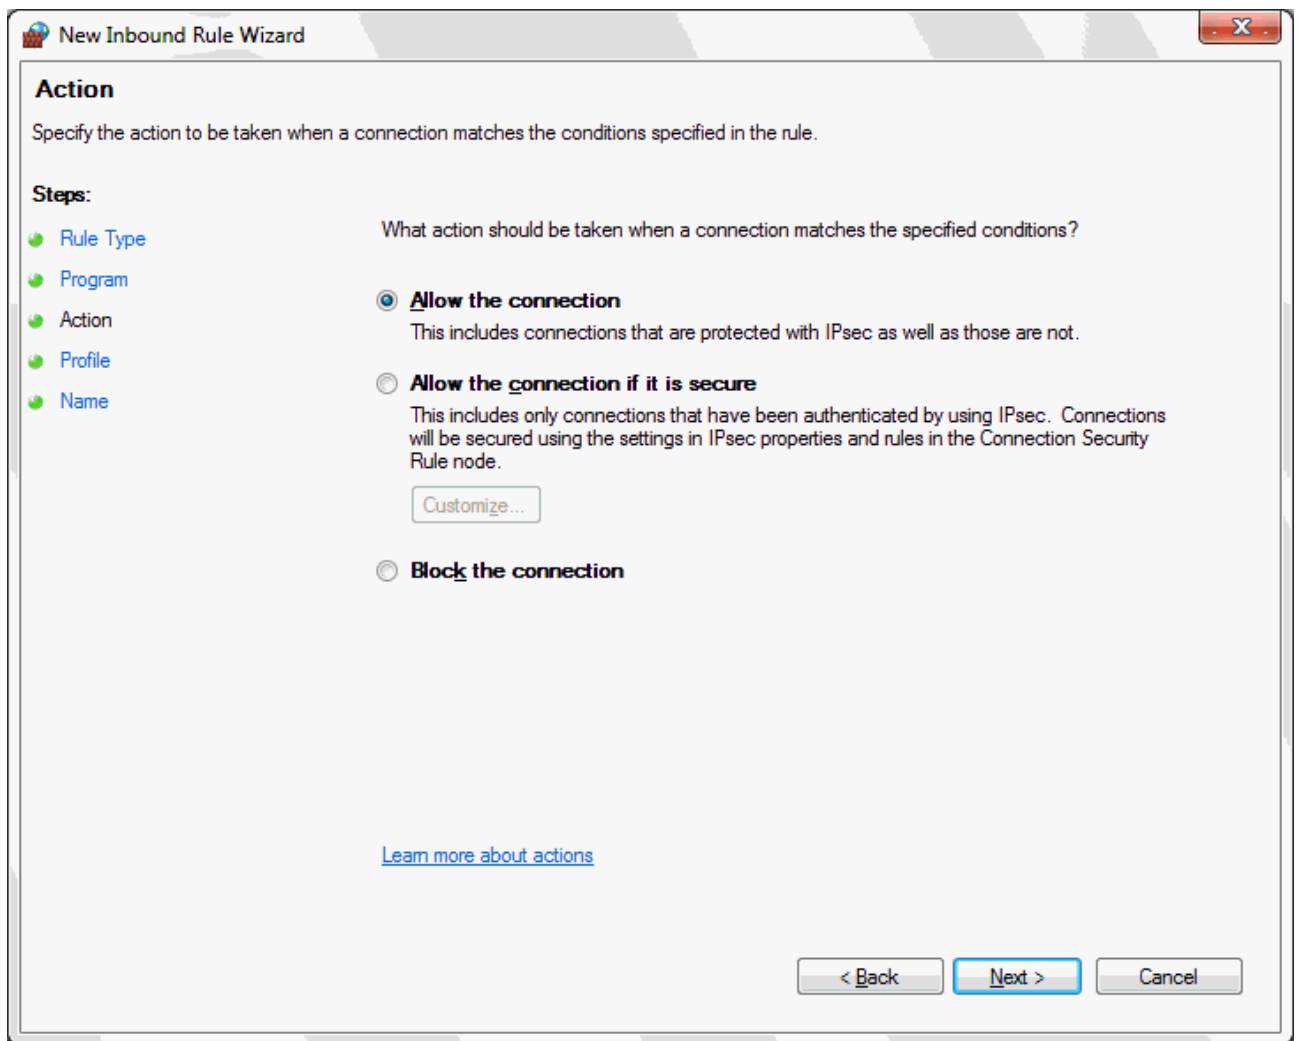 New Inbound Rule Wizard
X
Action
Specify the action to be taken when a connection matches the conditions specified in the rule.
Steps:
Rule Type
Program
Action
Profile
Name
What action should be taken when a connection matches the specified conditions?
Allow the connection
This includes connections that are protected with IPsec as well as those are not.
Allow the connection if it is secure
This includes only connections that have been authenticated by using IPsec. Connections
will be secured using the settings in IPsec properties and rules in the Connection Security
Rule node.
Customize...
Block the connection
Learn more about actions
< Back
Next >
Cancel